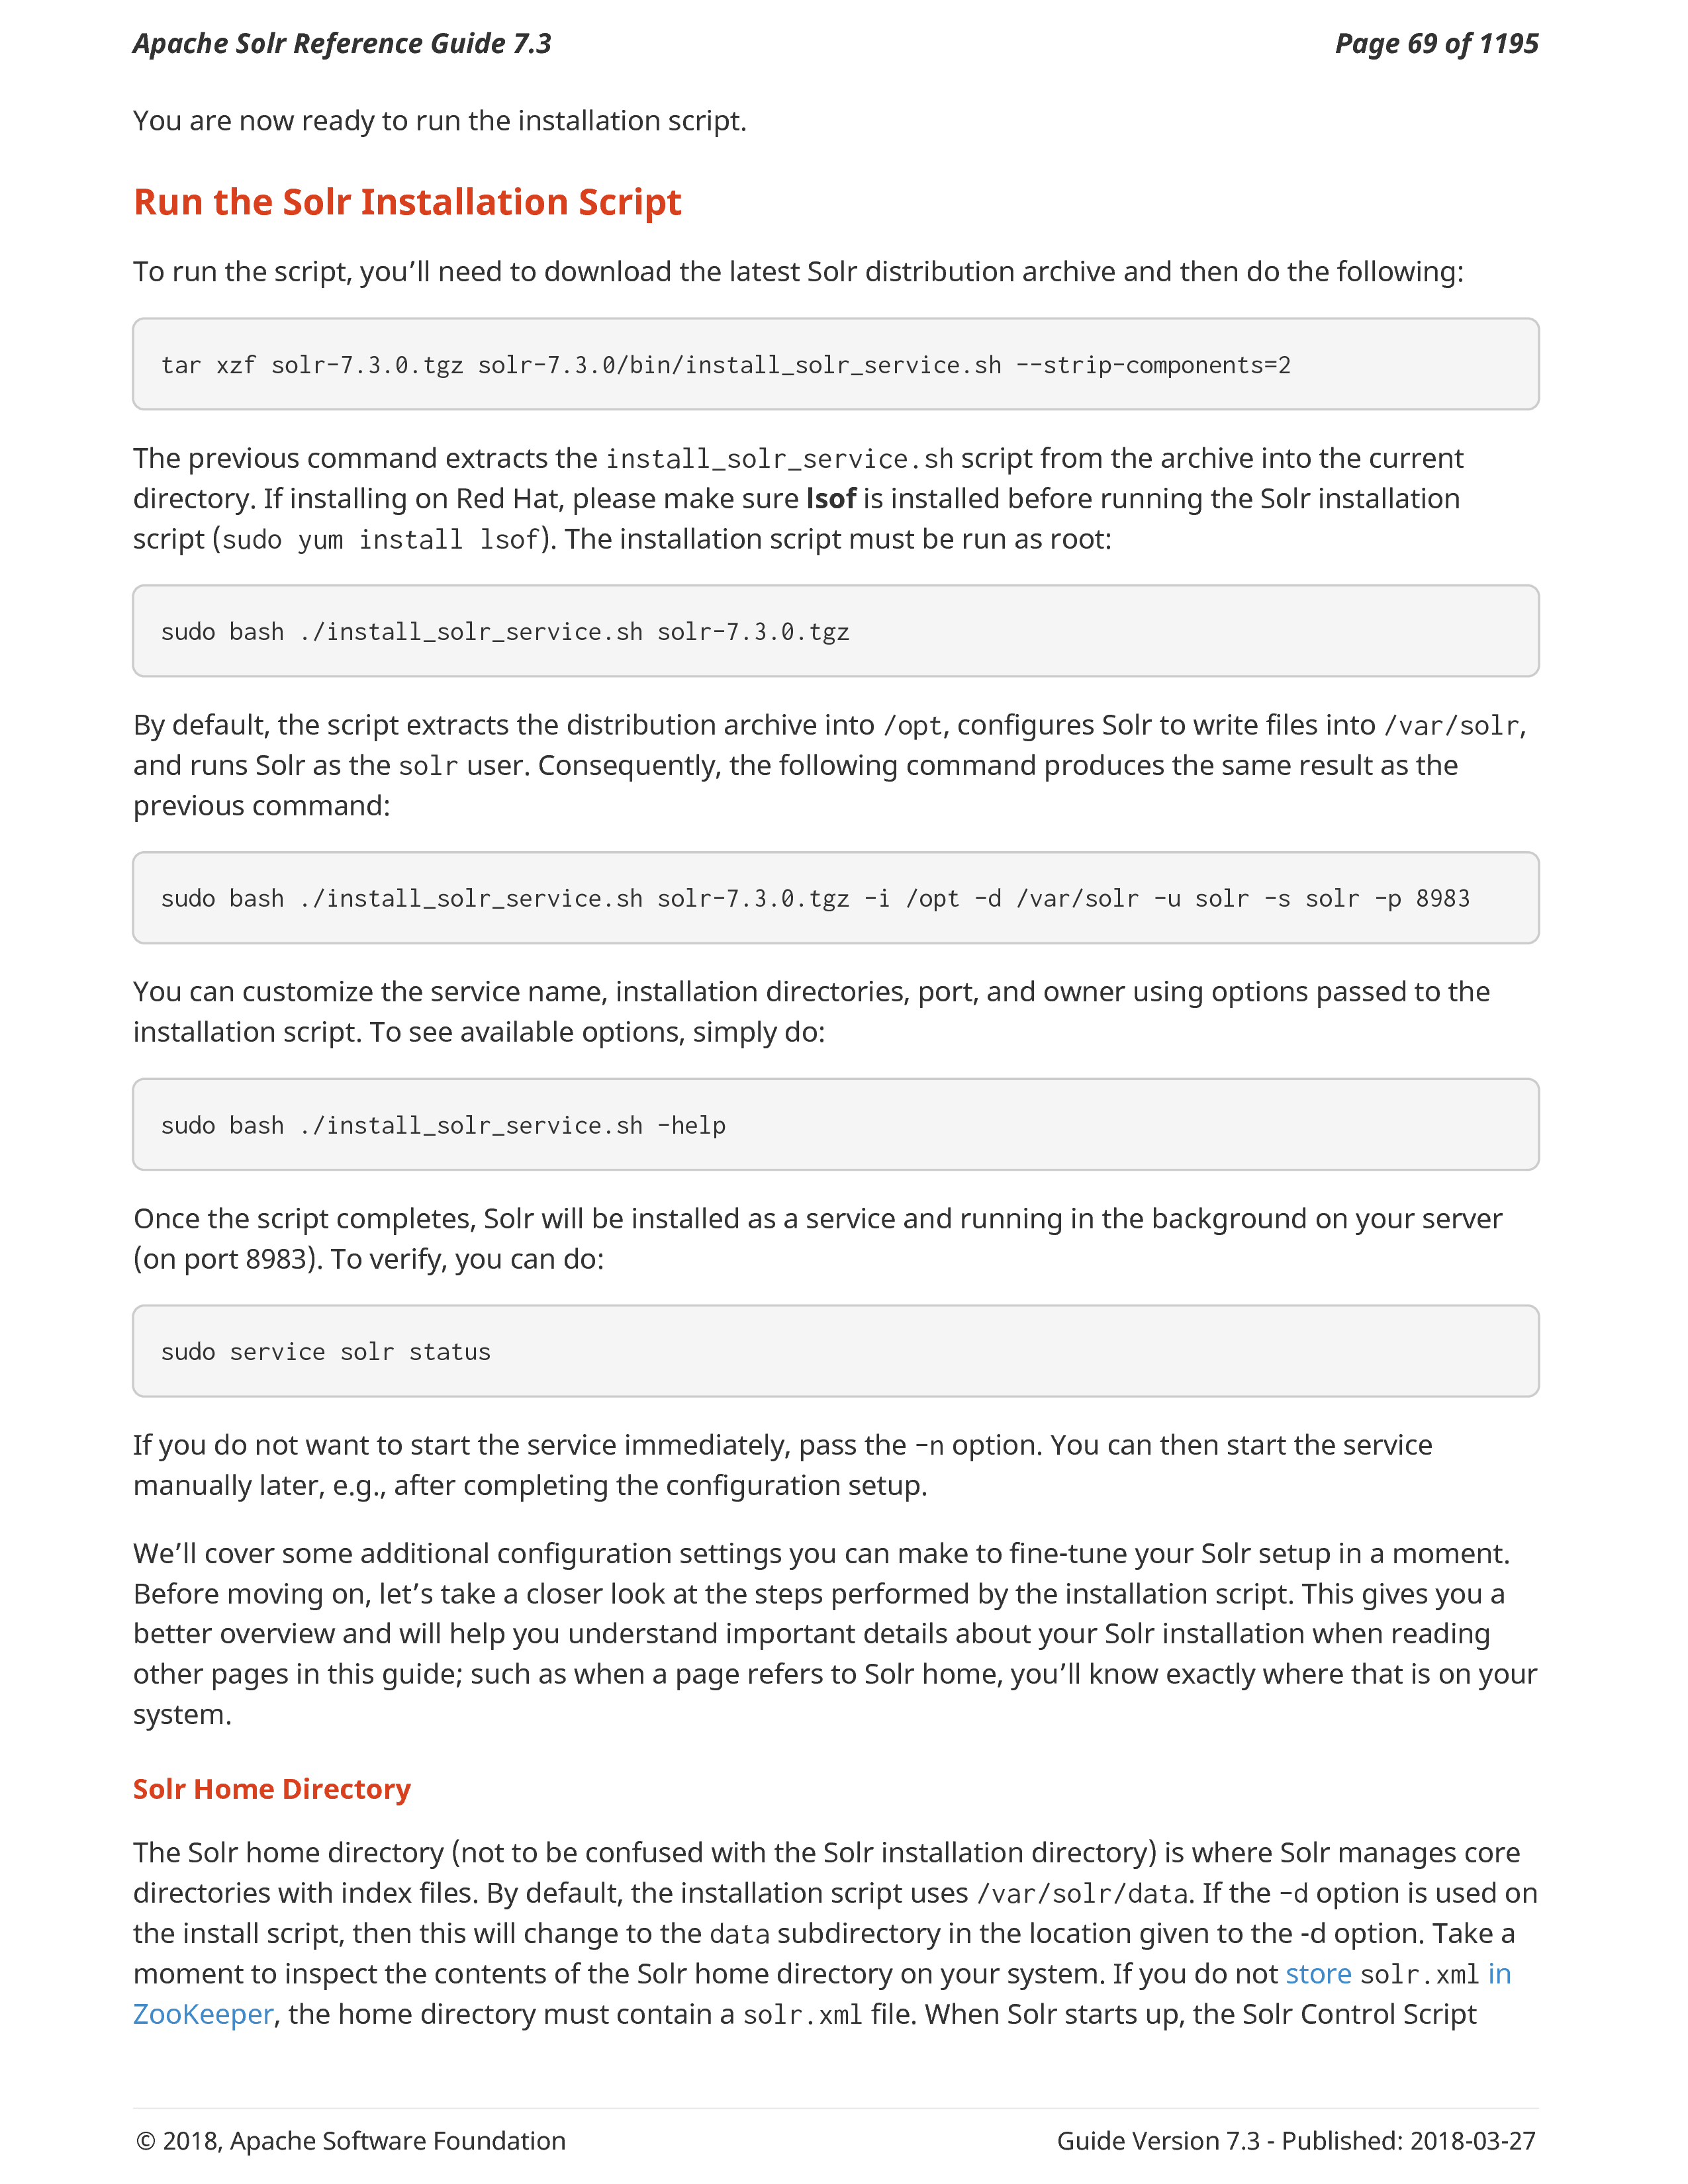 Apache Solr Reference Guide 7.3
Page 69 of 1195
You are now ready to run the installation script.
Run the Solr Installation Script
To run the script, you’ll need to download the latest Solr distribution archive and then do the following:
tar xzf solr-7.3.0.tgz solr-7.3.0/bin/install_solr_service.sh --strip-components=2
The previous command extracts the install_solr_service.sh script from the archive into the current
directory. If installing on Red Hat, please make sure lsof is installed before running the Solr installation
script (sudo yum install lsof). The installation script must be run as root:
sudo bash ./install_solr_service.sh solr-7.3.0.tgz
By default, the script extracts the distribution archive into /opt, configures Solr to write files into /var/solr,
and runs Solr as the solr user. Consequently, the following command produces the same result as the
previous command:
sudo bash ./install_solr_service.sh solr-7.3.0.tgz -i /opt -d /var/solr -u solr -s solr -p 8983
You can customize the service name, installation directories, port, and owner using options passed to the
installation script. To see available options, simply do:
sudo bash ./install_solr_service.sh -help
Once the script completes, Solr will be installed as a service and running in the background on your server
(on port 8983). To verify, you can do:
sudo service solr status
If you do not want to start the service immediately, pass the -n option. You can then start the service
manually later, e.g., after completing the configuration setup.
We’ll cover some additional configuration settings you can make to fine-tune your Solr setup in a moment.
Before moving on, let’s take a closer look at the steps performed by the installation script. This gives you a
better overview and will help you understand important details about your Solr installation when reading
other pages in this guide; such as when a page refers to Solr home, you’ll know exactly where that is on your
system.
Solr Home Directory
The Solr home directory (not to be confused with the Solr installation directory) is where Solr manages core
directories with index files. By default, the installation script uses /var/solr/data. If the -d option is used on
the install script, then this will change to the data subdirectory in the location given to the -d option. Take a
moment to inspect the contents of the Solr home directory on your system. If you do not store solr.xml in
ZooKeeper, the home directory must contain a solr.xml file. When Solr starts up, the Solr Control Script
© 2018, Apache Software Foundation
Guide Version 7.3 - Published: 2018-03-27